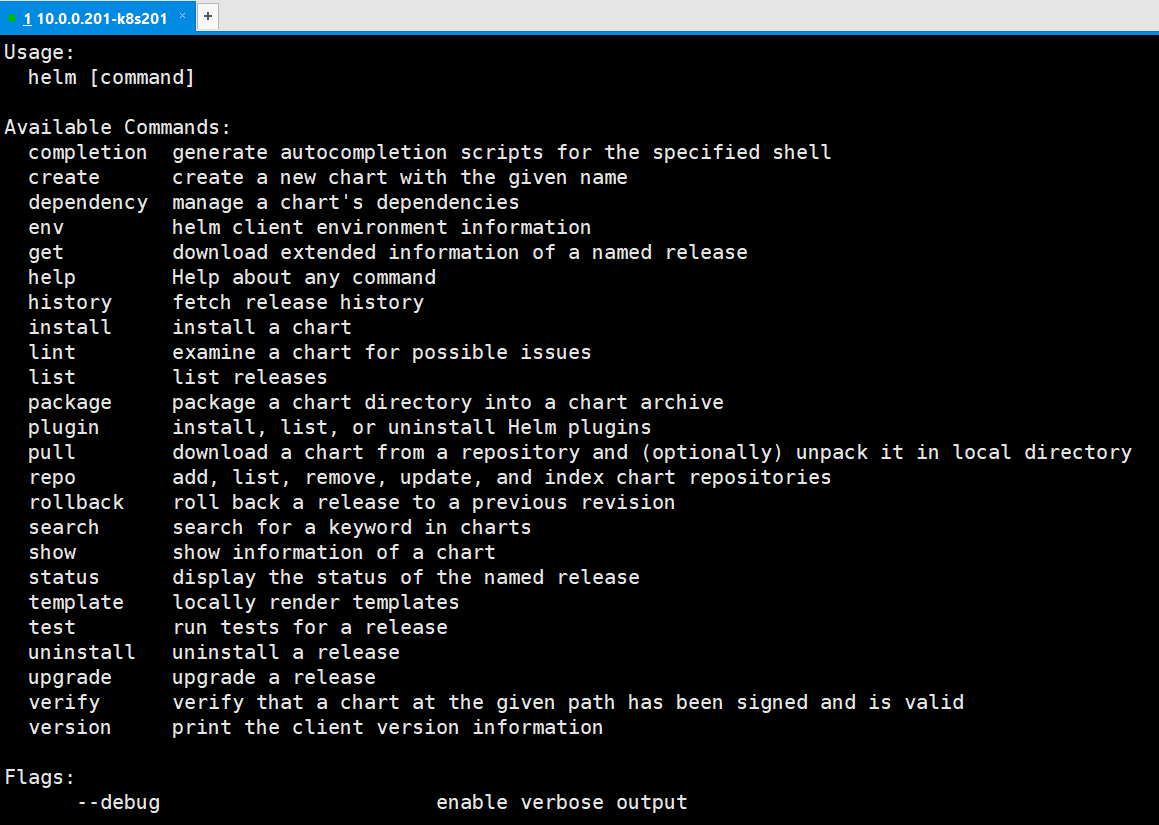 1 10.0.0.201-k8s201 × +
Usage:
  helm [command]

Available Commands:
  completion  generate autocompletion scripts for the specified shell
  create      create a new chart with the given name
  dependency  manage a chart's dependencies
  env         helm client environment information
  get         download extended information of a named release
  help        Help about any command
  history     fetch release history
  install     install a chart
  lint        examine a chart for possible issues
  list        list releases
  package     package a chart directory into a chart archive
  plugin      install, list, or uninstall Helm plugins
  pull        download a chart from a repository and (optionally) unpack it in local directory
  repo        add, list, remove, update, and index chart repositories
  rollback    roll back a release to a previous revision
  search      search for a keyword in charts
  show        show information of a chart
  status      display the status of the named release
  template    locally render templates
  test        run tests for a release
  uninstall   uninstall a release
  upgrade     upgrade a release
  verify      verify that a chart at the given path has been signed and is valid
  version     print the client version information

Flags:
      --debug                       enable verbose output